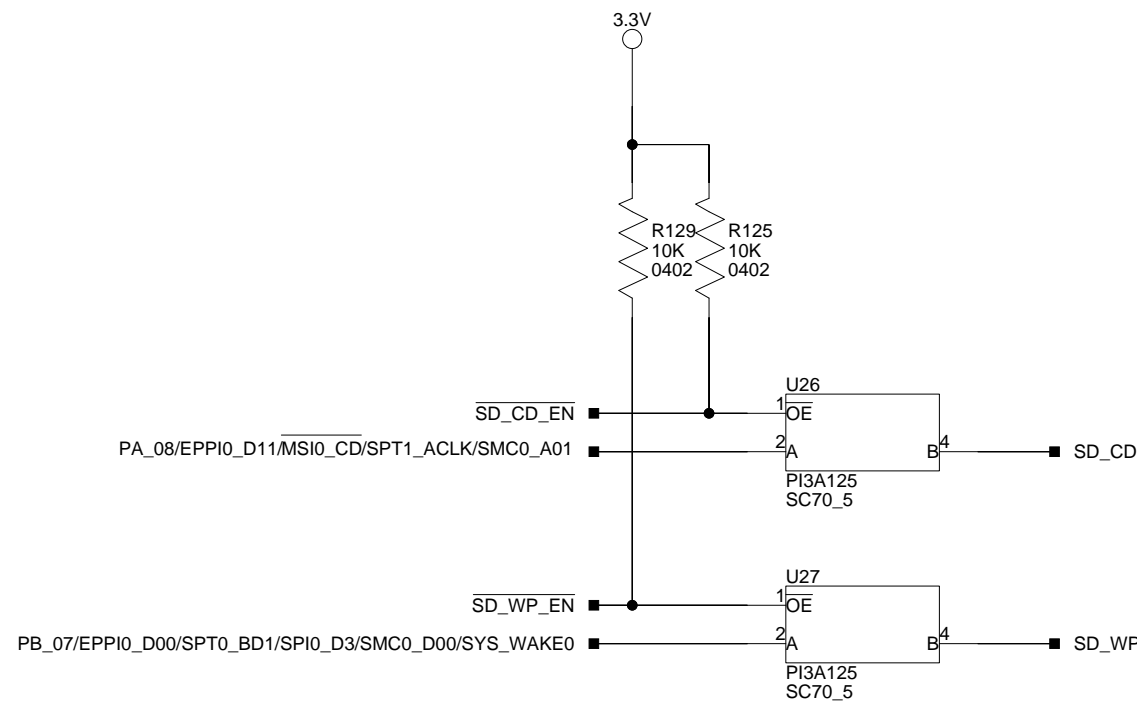 3.3V
R129
10K
0402
R125
10K
0402
U26
SD_CD_EN
1
OE
PA_08/EPPI0_D11/MSI0_CD/SPT1_ACLK/SMC0_A01
2
A
B
4
SD_CD
PI3A125
SC70_5
U27
SD_WP_EN
1
OE
PB_07/EPPI0_D00/SPT0_BD1/SPI0_D3/SMC0_D00/SYS_WAKE0
2
A
B
4
SD_WP
PI3A125
SC70_5